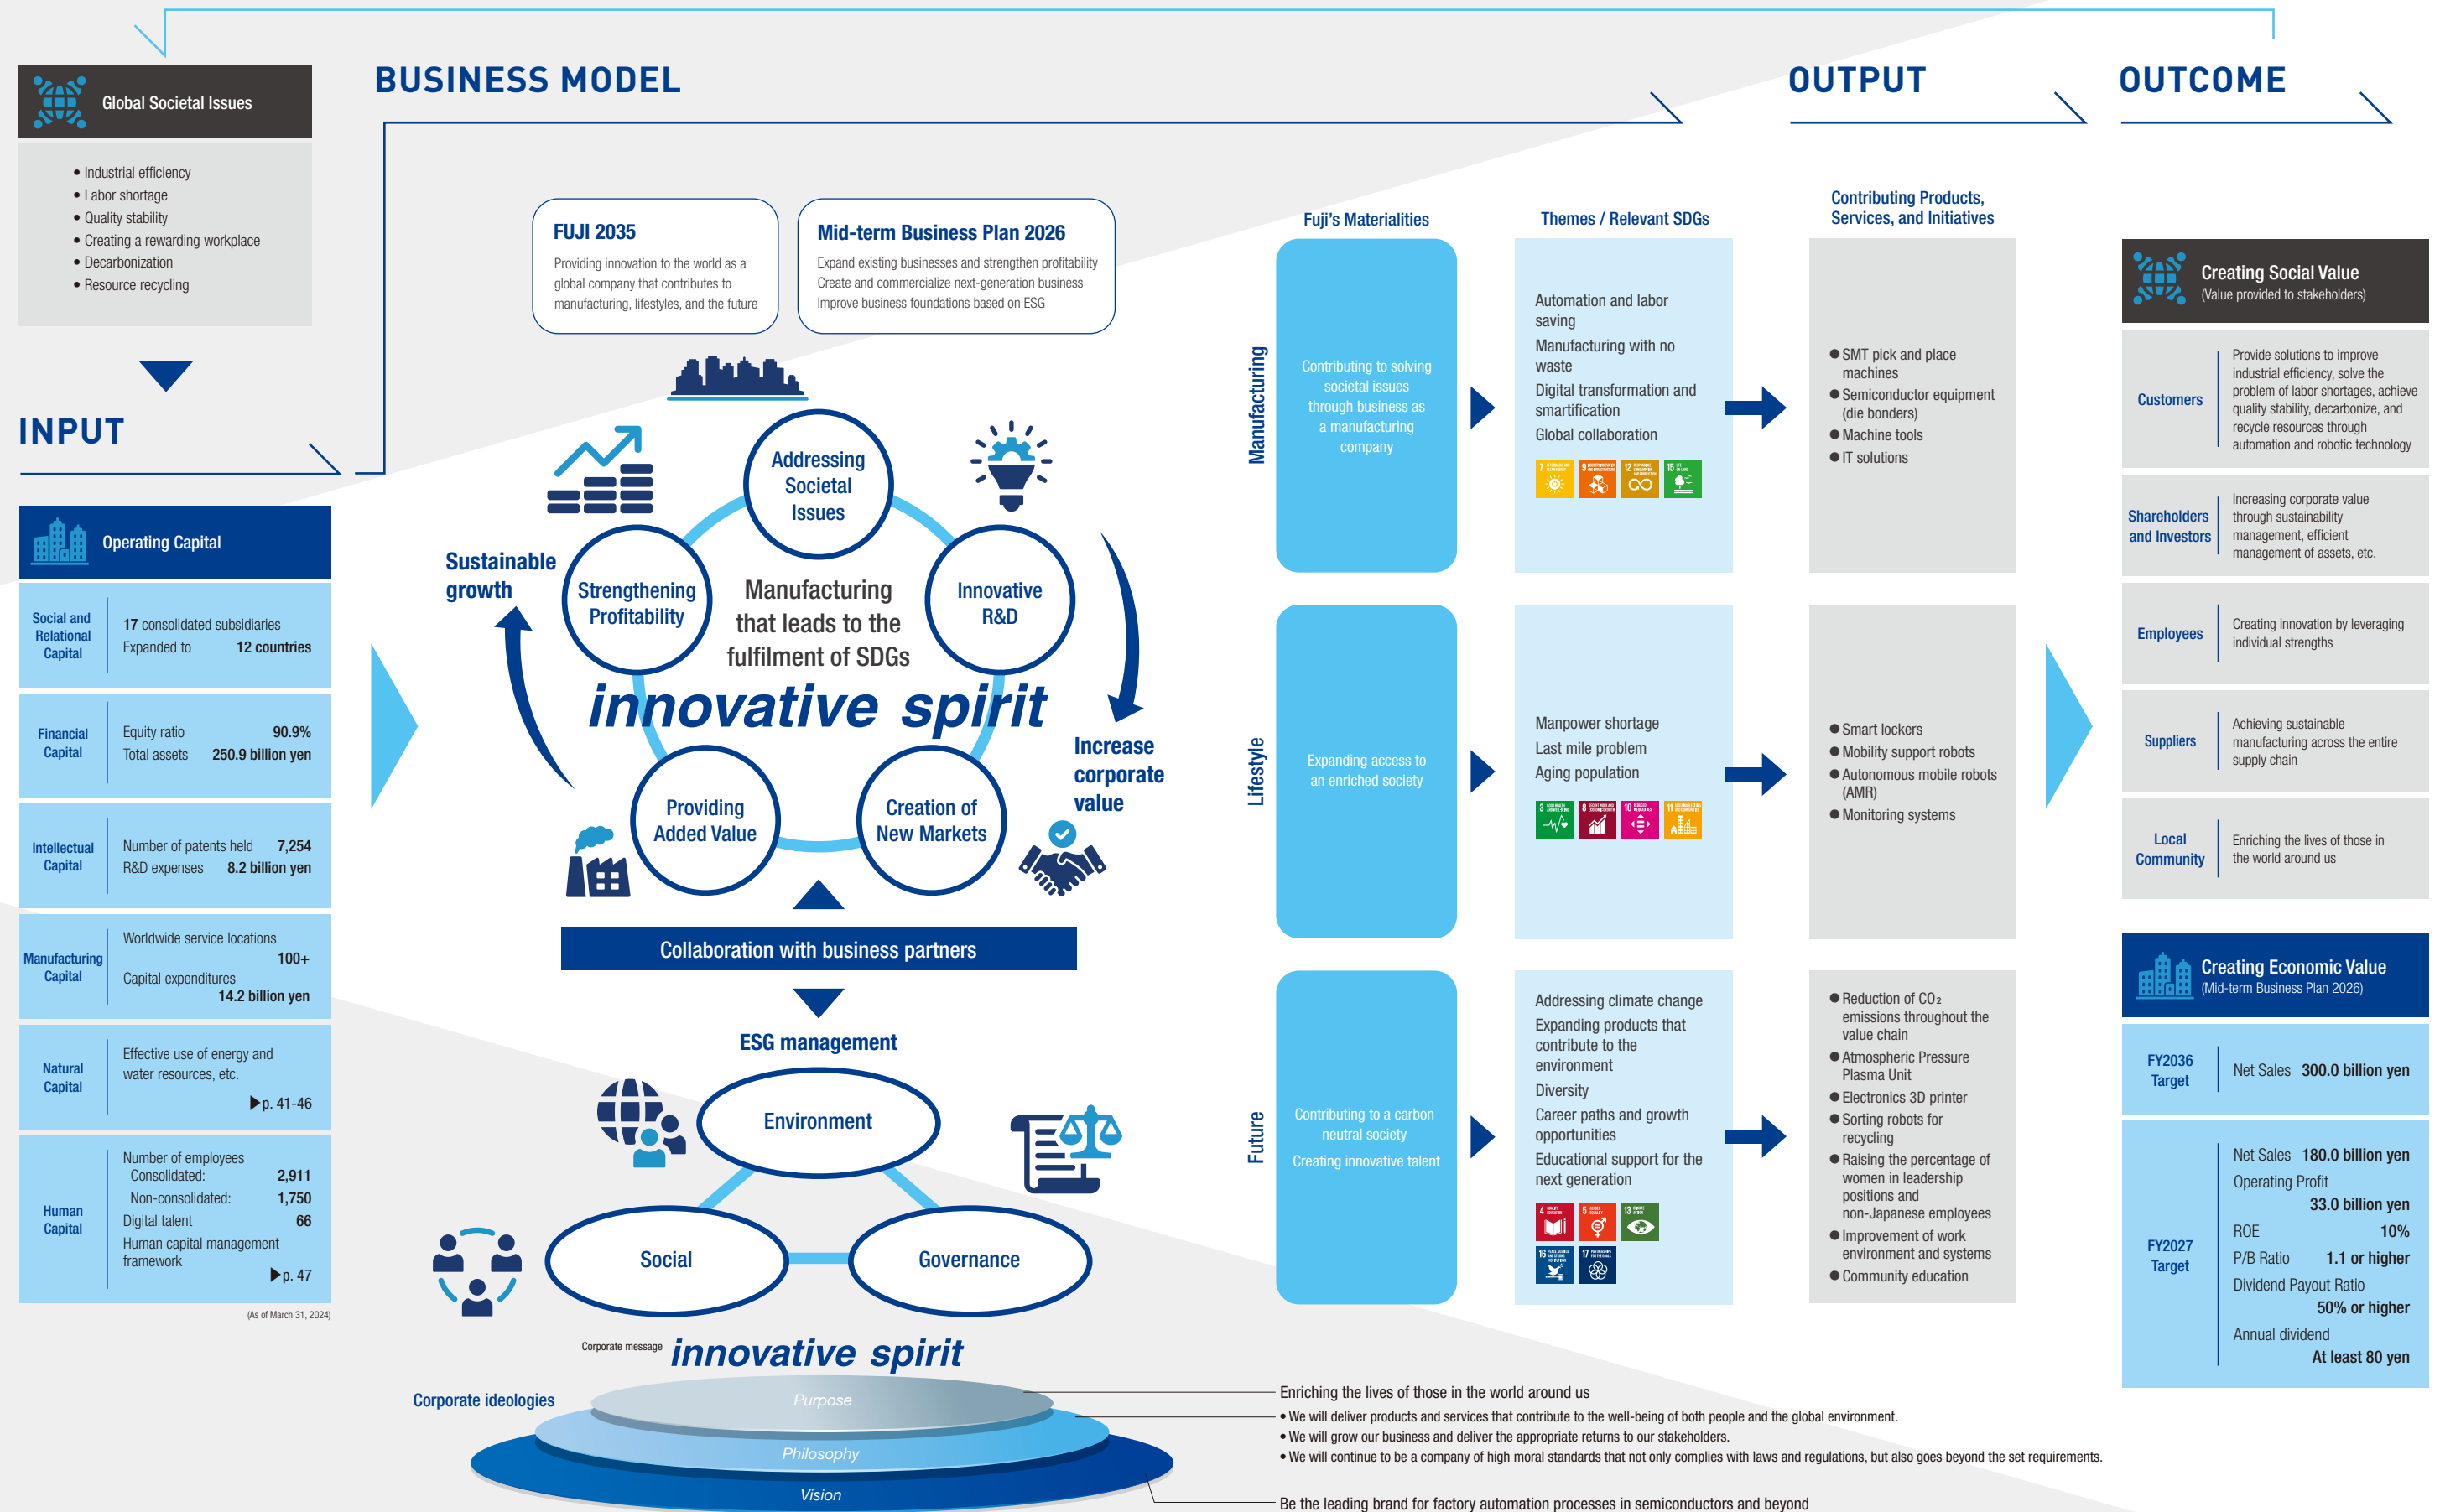 Global Societal Issues
• Industrial efficiency
• Labor shortage
• Quality stability
• Creating a rewarding workplace
• Decarbonization
• Resource recycling
INPUT
Operating Capital
Social and
Relational
Capital
17 consolidated subsidiaries
Expanded to 12 countries
Financial
Capital
Equity ratio 90.9%
Total assets 250.9 billion yen
Intellectual
Capital
Number of patents held 7,254
R&D expenses 8.2 billion yen
Manufacturing
Capital
Worldwide service locations
100+
Capital expenditures
14.2 billion yen
Natural
Capital
Effective use of energy and
water resources, etc.
▶p. 41-46
Human
Capital
Number of employees
Consolidated: 2,911
Non-consolidated: 1,750
Digital talent 66
Human capital management
framework
▶p. 47
(As of March 31, 2024)
BUSINESS MODEL
FUJI 2035
Providing innovation to the world as a
global company that contributes to
manufacturing, lifestyles, and the future
Mid-term Business Plan 2026
Expand existing businesses and strengthen profitability
Create and commercialize next-generation business
Improve business foundations based on ESG
Addressing
Societal
Issues
Sustainable
growth
Strengthening
Profitability
Manufacturing
that leads to the
fulfilment of SDGs
Innovative
R&D
innovative spirit
Increase
corporate
value
Providing
Added Value
Creation of
New Markets
Collaboration with business partners
ESG management
Environment
Social
Governance
Corporate message
innovative spirit
Corporate ideologies
Purpose
Philosophy
Vision
Enriching the lives of those in the world around us
• We will deliver products and services that contribute to the well-being of both people and the global environment.
• We will grow our business and deliver the appropriate returns to our stakeholders.
• We will continue to be a company of high moral standards that not only complies with laws and regulations, but also goes beyond the set requirements.
Be the leading brand for factory automation processes in semiconductors and beyond
Fuji's Materialities
Themes / Relevant SDGs
OUTPUT
Contributing Products,
Services, and Initiatives
Manufacturing
Contributing to solving
societal issues
through business as
a manufacturing
company
Automation and labor
saving
Manufacturing with no
waste
Digital transformation and
smartification
Global collaboration
7
9
12
15
● SMT pick and place
machines
● Semiconductor equipment
(die bonders)
● Machine tools
● IT solutions
Lifestyle
Expanding access to
an enriched society
Manpower shortage
Last mile problem
Aging population
3
8
10
11
● Smart lockers
● Mobility support robots
● Autonomous mobile robots
(AMR)
● Monitoring systems
Future
Contributing to a carbon
neutral society
Creating innovative talent
Addressing climate change
Expanding products that
contribute to the
environment
Diversity
Career paths and growth
opportunities
Educational support for the
next generation
4
5
13
16
17
● Reduction of CO₂
emissions throughout the
value chain
● Atmospheric Pressure
Plasma Unit
● Electronics 3D printer
● Sorting robots for
recycling
● Raising the percentage of
women in leadership
positions and
non-Japanese employees
● Improvement of work
environment and systems
● Community education
OUTCOME
Creating Social Value
(Value provided to stakeholders)
Customers
Provide solutions to improve
industrial efficiency, solve the
problem of labor shortages, achieve
quality stability, decarbonize, and
recycle resources through
automation and robotic technology
Shareholders
and Investors
Increasing corporate value
through sustainability
management, efficient
management of assets, etc.
Employees
Creating innovation by leveraging
individual strengths
Suppliers
Achieving sustainable
manufacturing across the entire
supply chain
Local
Community
Enriching the lives of those in
the world around us
Creating Economic Value
(Mid-term Business Plan 2026)
FY2036
Target
Net Sales 300.0 billion yen
FY2027
Target
Net Sales 180.0 billion yen
Operating Profit
33.0 billion yen
ROE 10%
P/B Ratio 1.1 or higher
Dividend Payout Ratio
50% or higher
Annual dividend
At least 80 yen